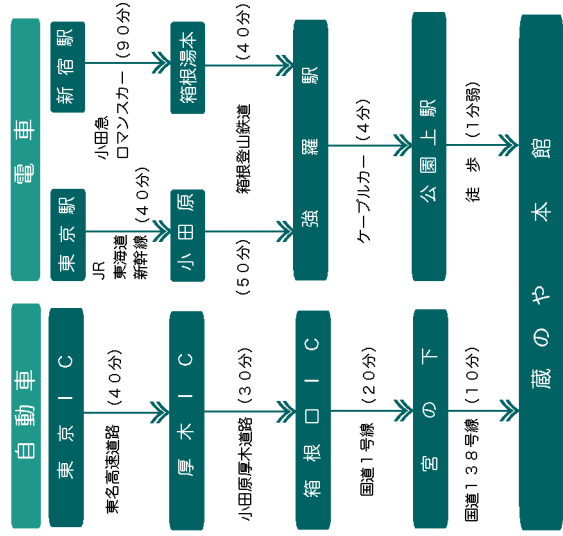 電車
新宿駅
小田急
ロマンスカー
(90分)
箱根湯本
(40分)
東京駅
JR
東海道
新幹線
(40分)
小田原
(50分)
箱根登山鉄道
強羅駅
ケーブルカー
(4分)
公園上駅
徒歩
(1分弱)
蔵のや本館
自動車
東京IC
東名高速道路
(40分)
厚木IC
小田原厚木道路
(30分)
箱根口IC
国道1号線
(20分)
宮の下
国道138号線
(10分)